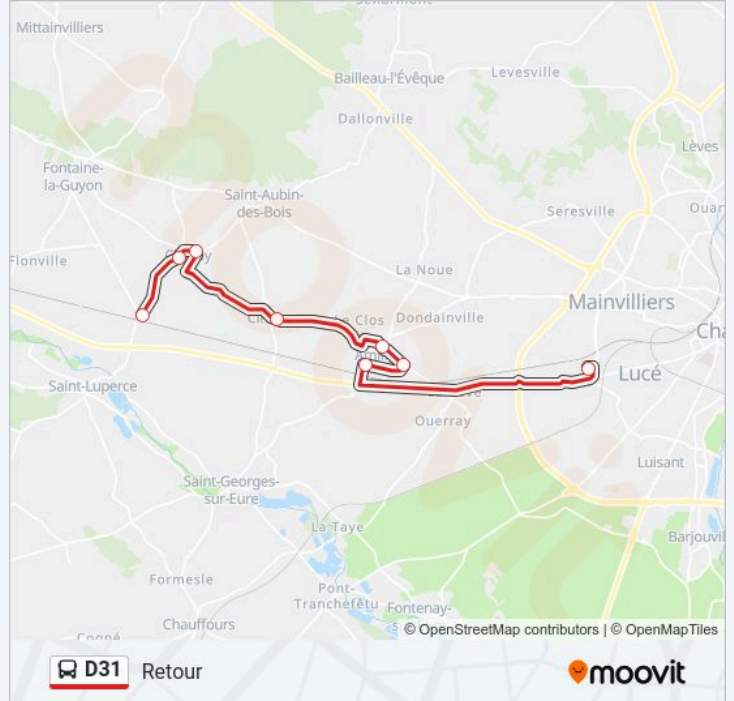 Mittainvilliers
Bailleau-l'Évêque
Levesville
Dallonville
Lèves
Fontaine-
la-Guyon
Saint-Aubin-
des-Bois
Seresville
Flonville
La Noue
Mainvilliers
Le Clos
Dondainville
Lucé
Saint-Luperce
Ouerray
Luisant
Saint-Georges-
sur-Eure
La Taye
Formesle
Pont-
Tranchefêtu
Fontenay-
Chauffours
© OpenStreetMap contributors | © OpenMapTiles
D31
Retour
moovit